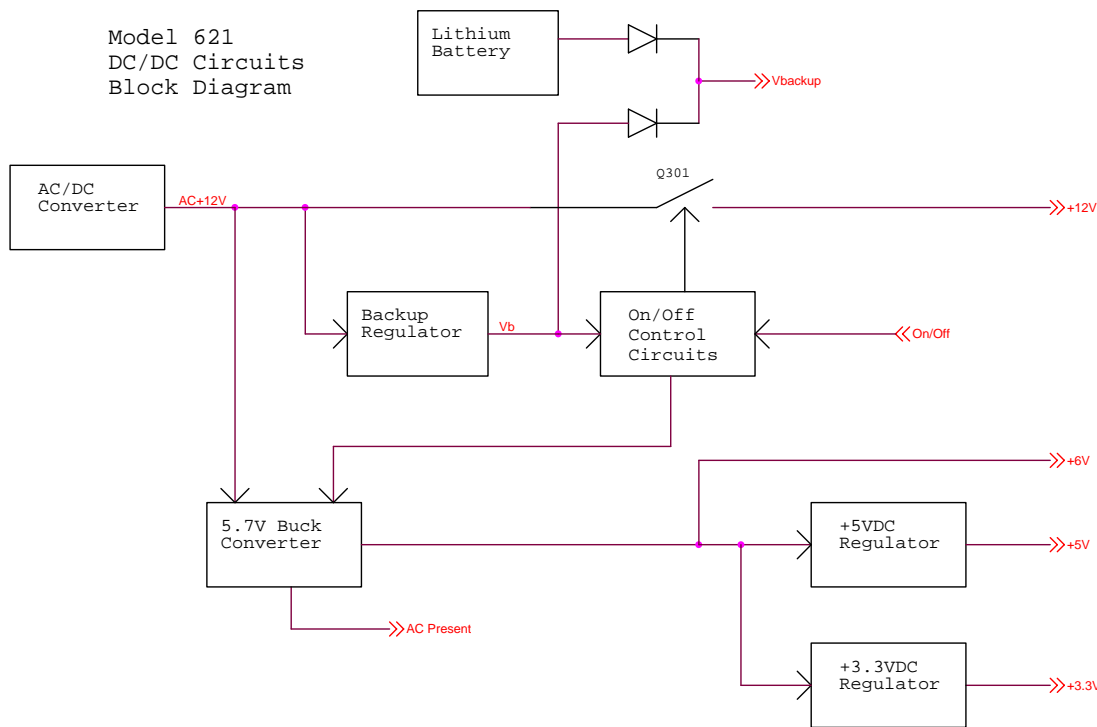 Model 621
DC/DC Circuits
Block Diagram
Lithium
Battery
Vbackup
AC/DC
Converter
AC+12V
Q301
+12V
Backup
Regulator
Vb
On/Off
Control
Circuits
On/Off
+6V
5.7V Buck
Converter
+5VDC
Regulator
+5V
AC Present
+3.3VDC
Regulator
+3.3V